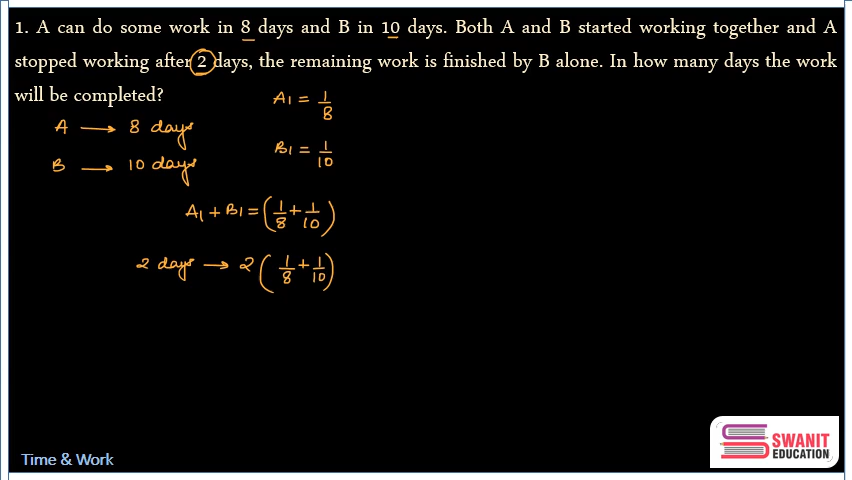 1. A can do some work in 8 days and B in 10 days. Both A and B started working together and A
stopped working after 2 days, the remaining work is finished by B alone. In how many days the work
will be completed?
A1 = 1/8
A → 8 days
B1 = 1/10
B → 10 days
A1 + B1 = (1/8 + 1/10)
2 days → 2 (1/8 + 1/10)
SWANIT
EDUCATION
Time & Work